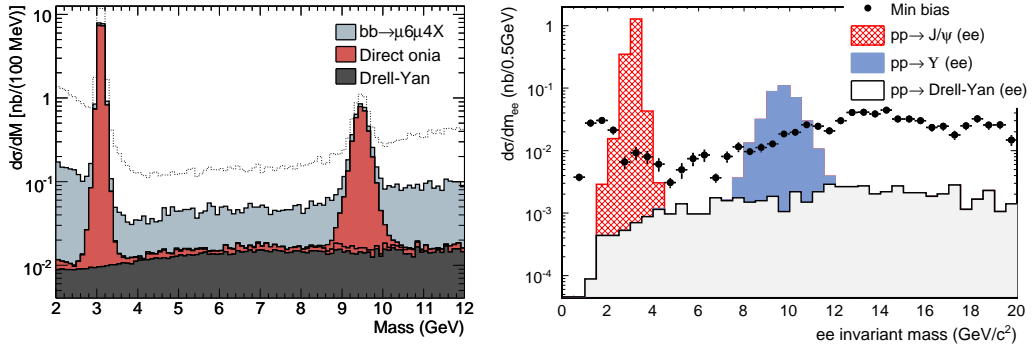 dσ/dM [nb/(100 MeV)]
10
1
10⁻¹
10⁻²
bb→μ6μ4X
Direct onia
Drell-Yan
2 3 4 5 6 7 8 9 10 11 12
Mass (GeV)
dσ/dmₑₑ (nb/0.5GeV)
1
10⁻¹
10⁻²
10⁻³
10⁻⁴
Min bias
pp→ J/ψ (ee)
pp→ ϒ (ee)
pp→ Drell-Yan (ee)
0 2 4 6 8 10 12 14 16 18 20
ee invariant mass (GeV/c²)